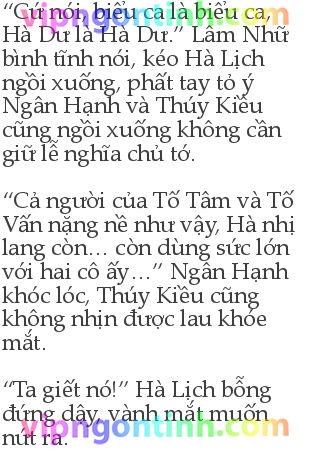 “Cứ nói, biểu ca là biểu ca,
vipngontinh.com
Hà Dư là Hà Dư.” Lâm Nhữ
bình tĩnh nói, kéo Hà Lịch
ngồi xuống, phất tay tỏ ý
Ngân Hạnh và Thúy Kiều
cũng ngồi xuống không cần
giữ lễ nghĩa chủ tớ.
“Cả người của Tố Tâm và Tố
Vấn nặng nề như vậy, Hà nhị
lang còn... còn dùng sức lớn
với hai cô ấy...” Ngân Hạnh
khóc lóc, Thúy Kiều cũng
không nhịn được lau khóe
mắt.
“Ta giết nó!” Hà Lịch bỗng
đứng dậy, vành mắt muốn
vipngontinh.com
nứt ra.